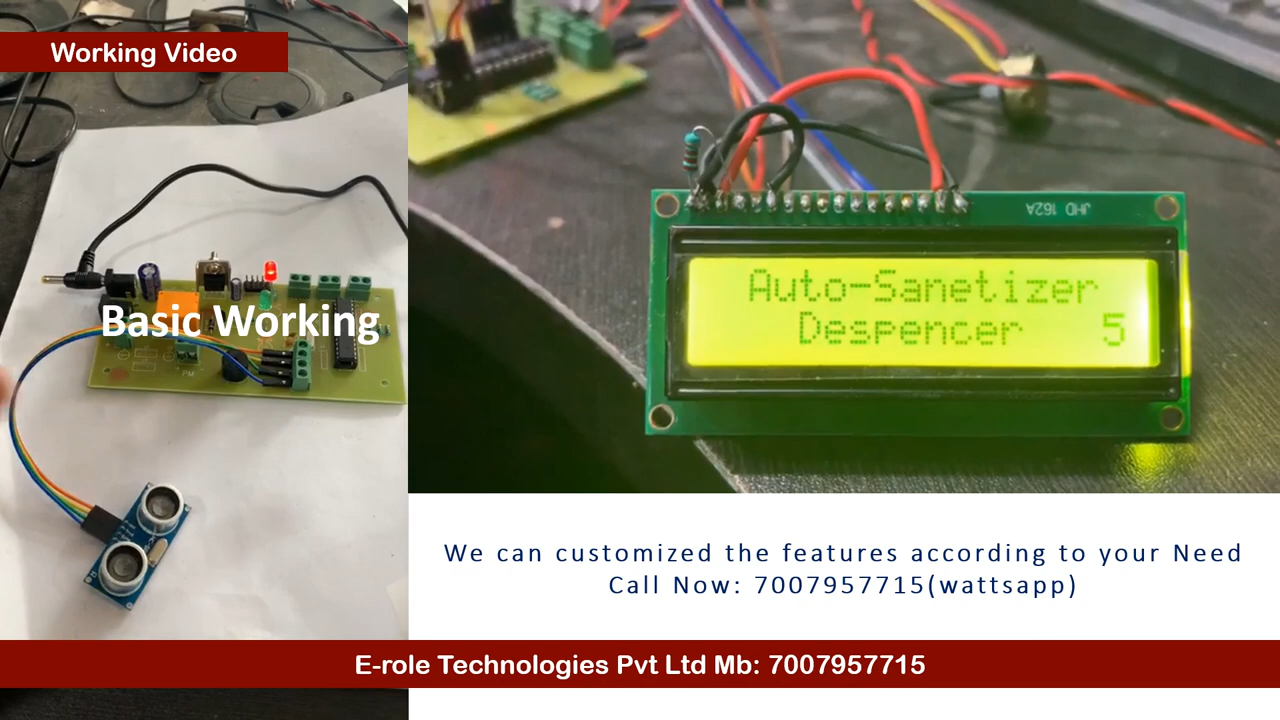 Working Video
Basic Working
PM
JHD 162A
Auto-Sanetizer
Despencer 5
We can customized the features according to your Need
Call Now: 7007957715(wattsapp)
E-role Technologies Pvt Ltd Mb: 7007957715